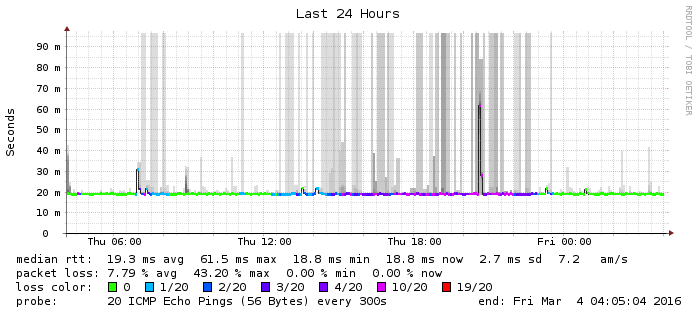 Last 24 Hours
RRDTOOL / TOBI OETIKER
Seconds
90 m
80 m
70 m
60 m
50 m
40 m
30 m
20 m
10 m
0
Thu 06:00 Thu 12:00 Thu 18:00 Fri 00:00
median rtt: 19.3 ms avg 61.5 ms max 18.8 ms min 18.8 ms now 2.7 ms sd 7.2 am/s
packet loss: 7.79 % avg 43.20 % max 0.00 % min 0.00 % now
loss color: 0 1/20 2/20 3/20 4/20 10/20 19/20
probe: 20 ICMP Echo Pings (56 Bytes) every 300s end: Fri Mar 4 04:05:04 2016